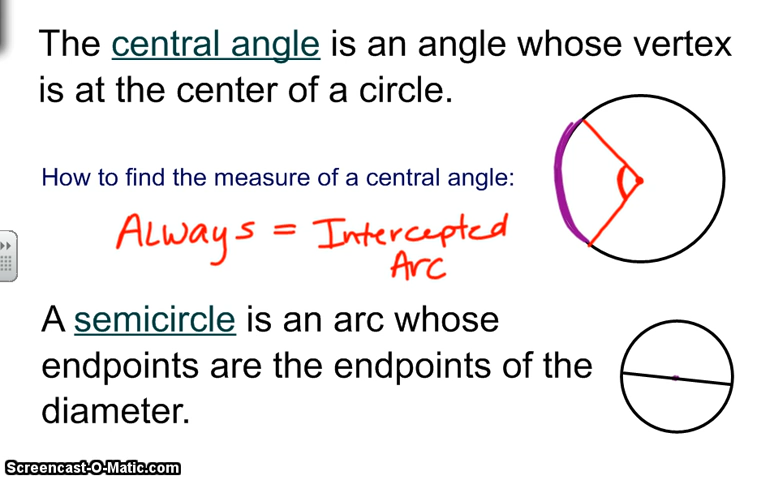 The central angle is an angle whose vertex
is at the center of a circle.
How to find the measure of a central angle:
ALways = Intercepted
Arc
A semicircle is an arc whose
endpoints are the endpoints of the
diameter.
Screencast-O-Matic.com